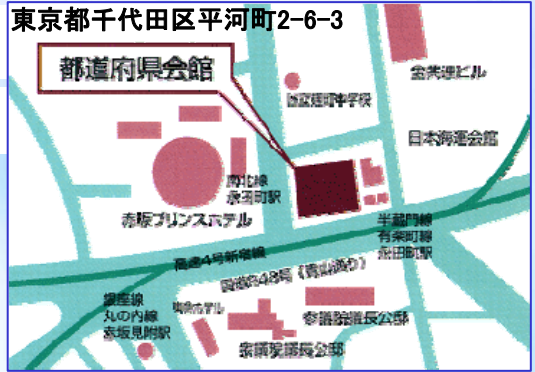 東京都千代田区平河町2-6-3
都道府県会館
全共連ビル
麹町中学校
日本海運会館
南北線
永田町駅
赤坂プリンスホテル
半蔵門線
有楽町線
永田町駅
高速4号新宿線
国道246号(青山通り)
銀座線
丸の内線
赤坂見附駅
参議院議長公邸
衆議院議長公邸